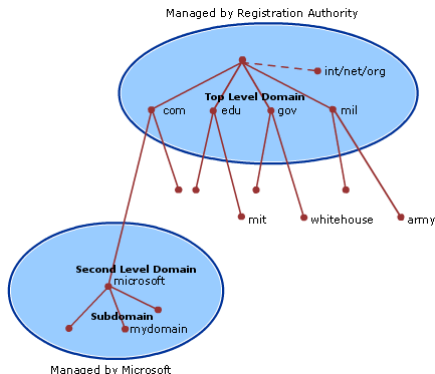 Managed by Registration Authority
int/net/org
Top Level Domain
com
edu
gov
mil
mit
whitehouse
army
Second Level Domain
microsoft
Subdomain
mydomain
Managed by Microsoft